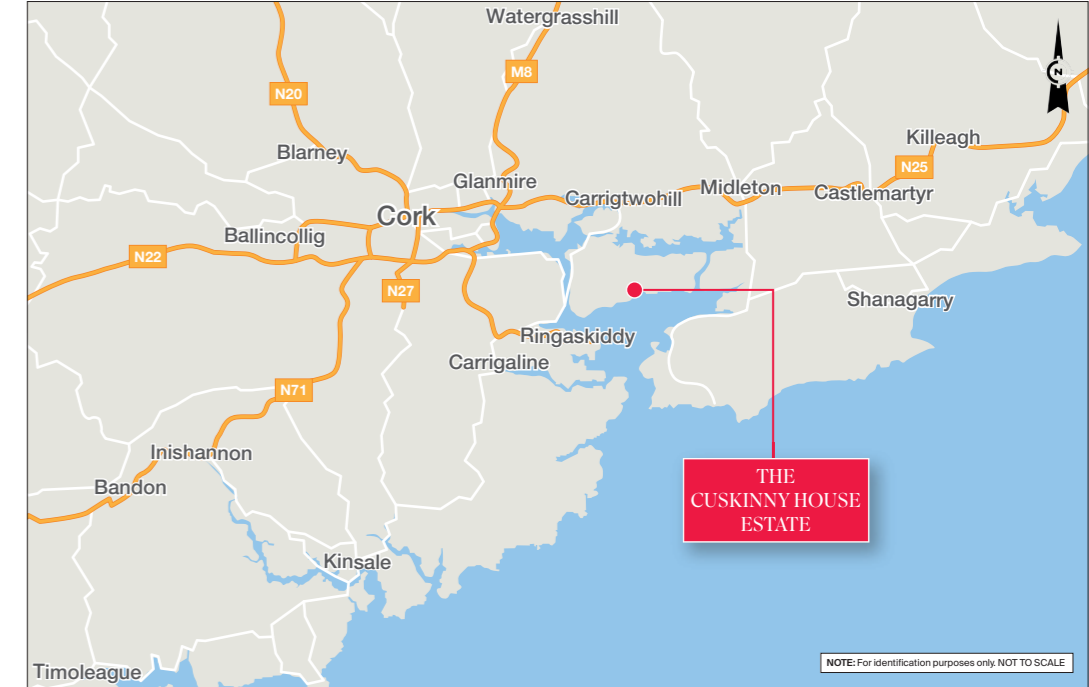 Watergrasshill
M8
N20
N
Killeagh
Blarney
N25
Glanmire
Carrigtwohill
Midleton
Castlemartyr
Cork
Ballincollig
N22
N27
Shanagarry
Ringaskiddy
Carrigaline
N71
Inishannon
Bandon
THE
CUSKINNY HOUSE
ESTATE
Kinsale
Timoleague
NOTE: For identification purposes only. NOT TO SCALE